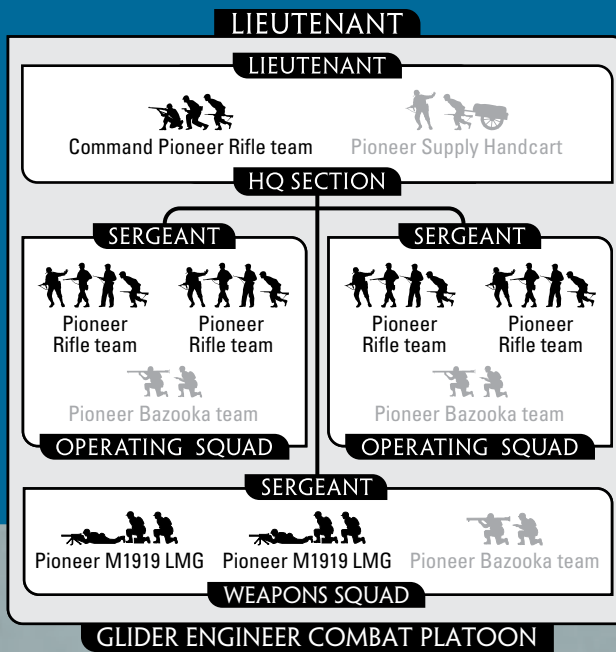 LIEUTENANT
LIEUTENANT
Command Pioneer Rifle team
Pioneer Supply Handcart
HQ SECTION
SERGEANT
SERGEANT
Pioneer
Rifle team
Pioneer
Rifle team
Pioneer
Rifle team
Pioneer
Rifle team
Pioneer Bazooka team
Pioneer Bazooka team
OPERATING SQUAD
OPERATING SQUAD
SERGEANT
Pioneer M1919 LMG
Pioneer M1919 LMG
Pioneer Bazooka team
WEAPONS SQUAD
GLIDER ENGINEER COMBAT PLATOON